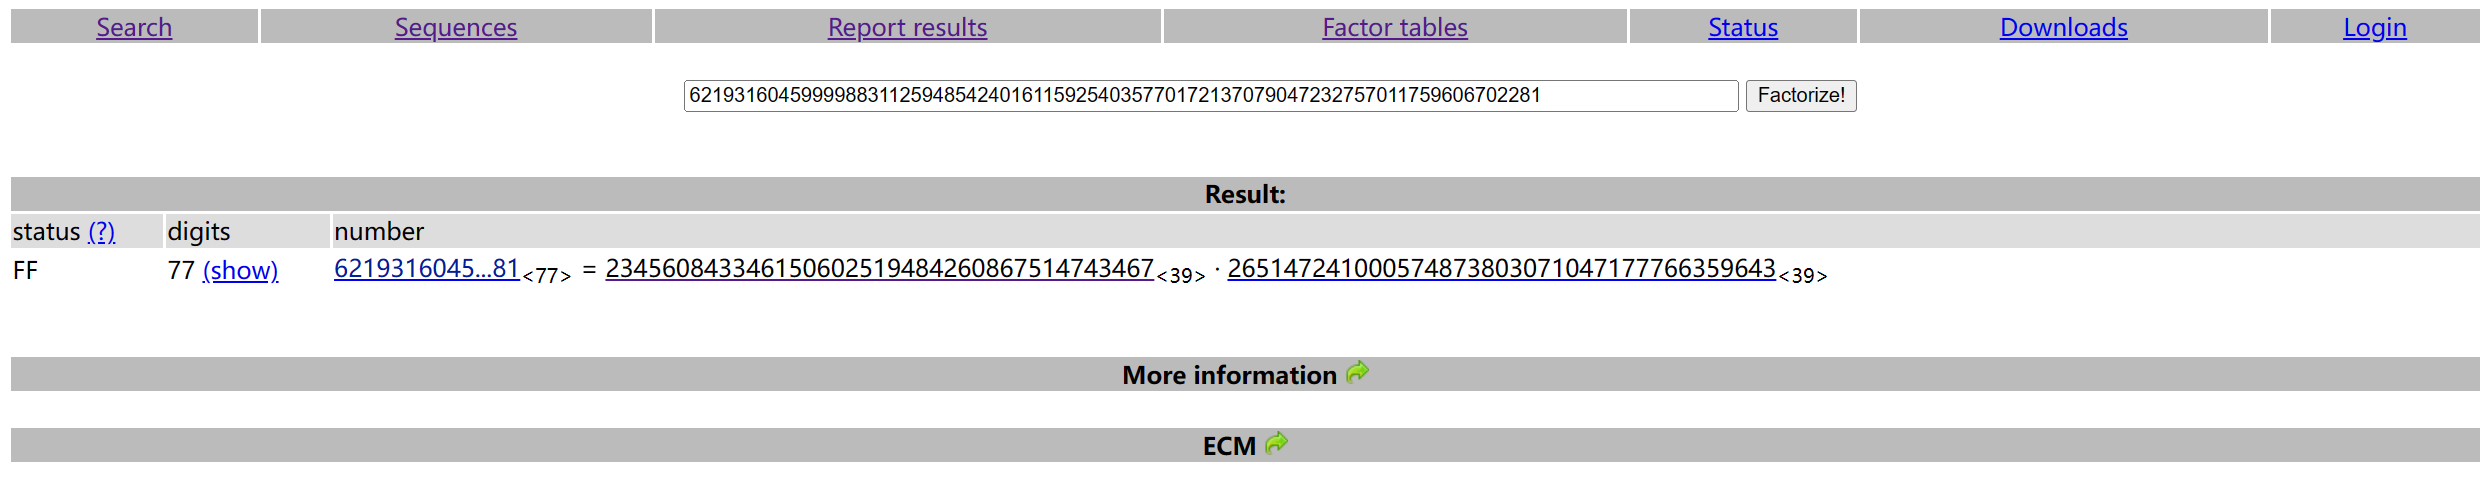 Search Sequences Report results Factor tables Status Downloads Login
62193160459999883112594854240161159254035770172137079047232757011759606702281 Factorize!
Result:
status (?) digits number
FF 77 (show) 6219316045...81<77> = 234560843346150602519484260867514743467<39> · 265147241000574873803071047177766359643<39>
More information
ECM